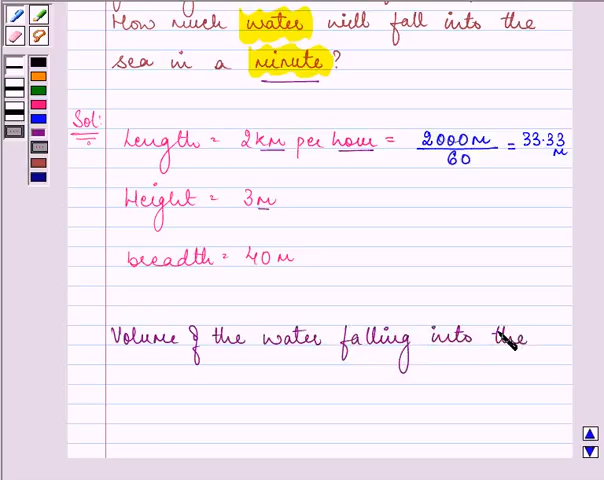 How much water will fall into the
sea in a minute?
Sol:
Length = 2km per hour = 2000m / 60 = 33.33 m
Height = 3m
breadth = 40m
Volume of the water falling into the